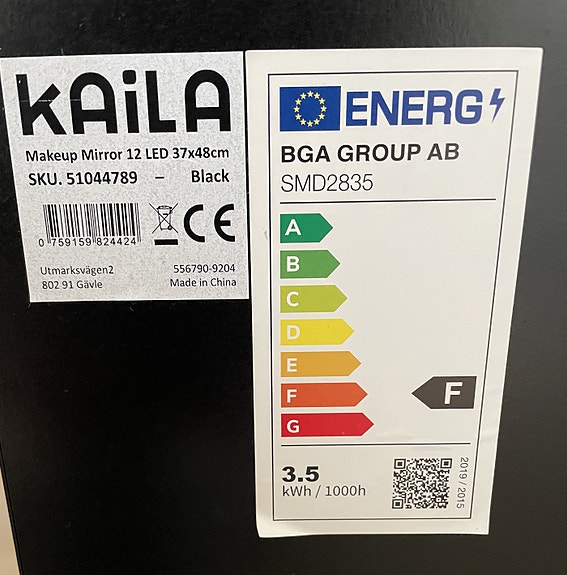 KAiLA
Makeup Mirror 12 LED 37x48cm
SKU. 51044789 – Black
0 759159 824424
CE
Utmarksvägen2
802 91 Gävle
556790-9204
Made in China
ENERG
BGA GROUP AB
SMD2835
A
B
C
D
E
F
G
F
3.5
kWh / 1000h
2019 / 2015